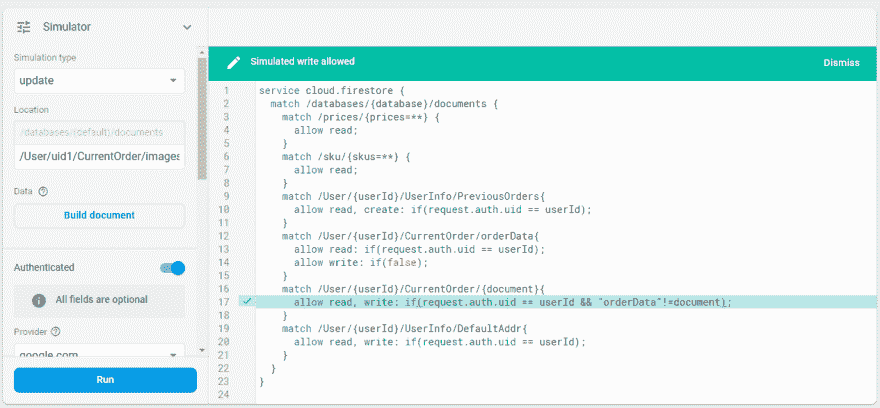 Simulator
Simulation type
update
Location
/databases/(default)/documents
/User/uid1/CurrentOrder/images
Data
Build document
Authenticated
All fields are optional
Provider
google.com
Run
Simulated write allowed
Dismiss
1 service cloud.firestore {
2 match /databases/{database}/documents {
3 match /prices/{prices=**} {
4 allow read;
5 }
6 match /sku/{skus=**} {
7 allow read;
8 }
9 match /User/{userId}/UserInfo/PreviousOrders{
10 allow read, create: if(request.auth.uid == userId);
11 }
12 match /User/{userId}/CurrentOrder/orderData{
13 allow read: if(request.auth.uid == userId);
14 allow write: if(false);
15 }
16 match /User/{userId}/CurrentOrder/{document}{
17 allow read, write: if(request.auth.uid == userId && "orderData"!=document);
18 }
19 match /User/{userId}/UserInfo/DefaultAddr{
20 allow read, write: if(request.auth.uid == userId);
21 }
22 }
23 }
24